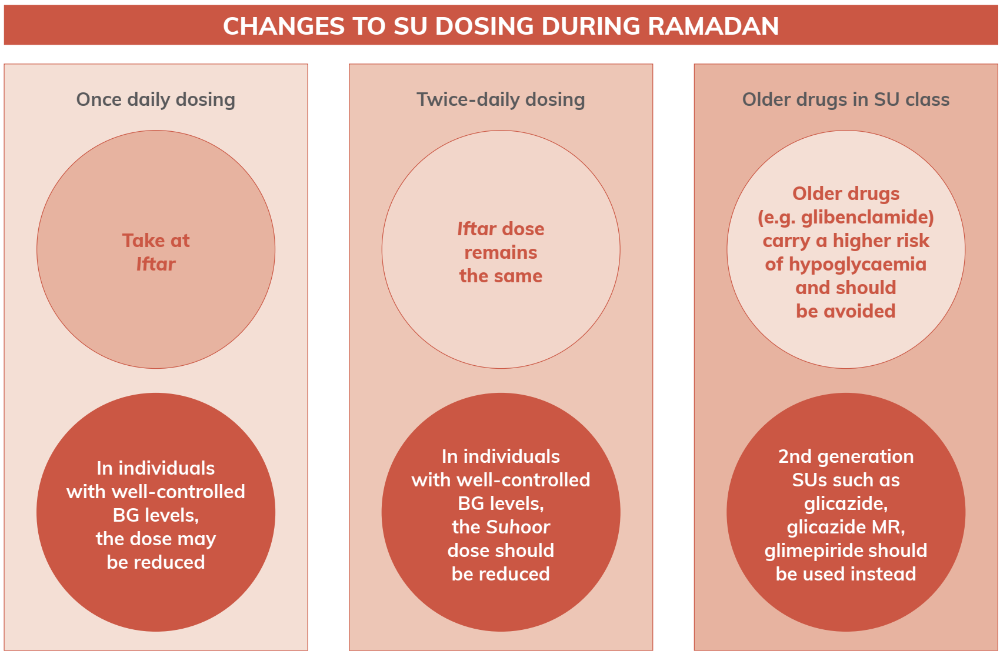 CHANGES TO SU DOSING DURING RAMADAN
Once daily dosing
Take at
Iftar
In individuals
with well-controlled
BG levels,
the dose may
be reduced
Twice-daily dosing
Iftar dose
remains
the same
In individuals
with well-controlled
BG levels,
the Suhoor
dose should
be reduced
Older drugs in SU class
Older drugs
(e.g. glibenclamide)
carry a higher risk
of hypoglycaemia
and should
be avoided
2nd generation
SUs such as
glicazide,
glicazide MR,
glimepiride should
be used instead